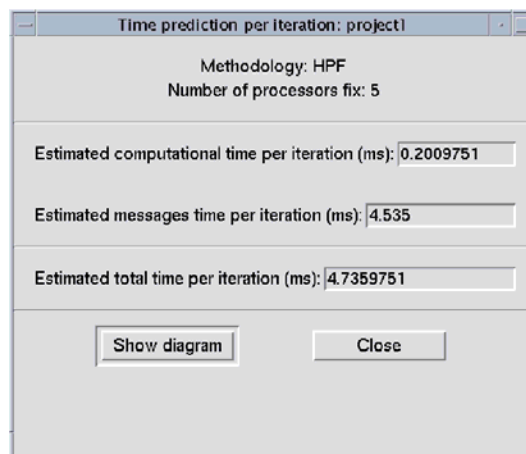 Time prediction per iteration: project1
Methodology: HPF
Number of processors fix: 5
Estimated computational time per iteration (ms): 0.2009751
Estimated messages time per iteration (ms): 4.535
Estimated total time per iteration (ms): 4.7359751
Show diagram Close